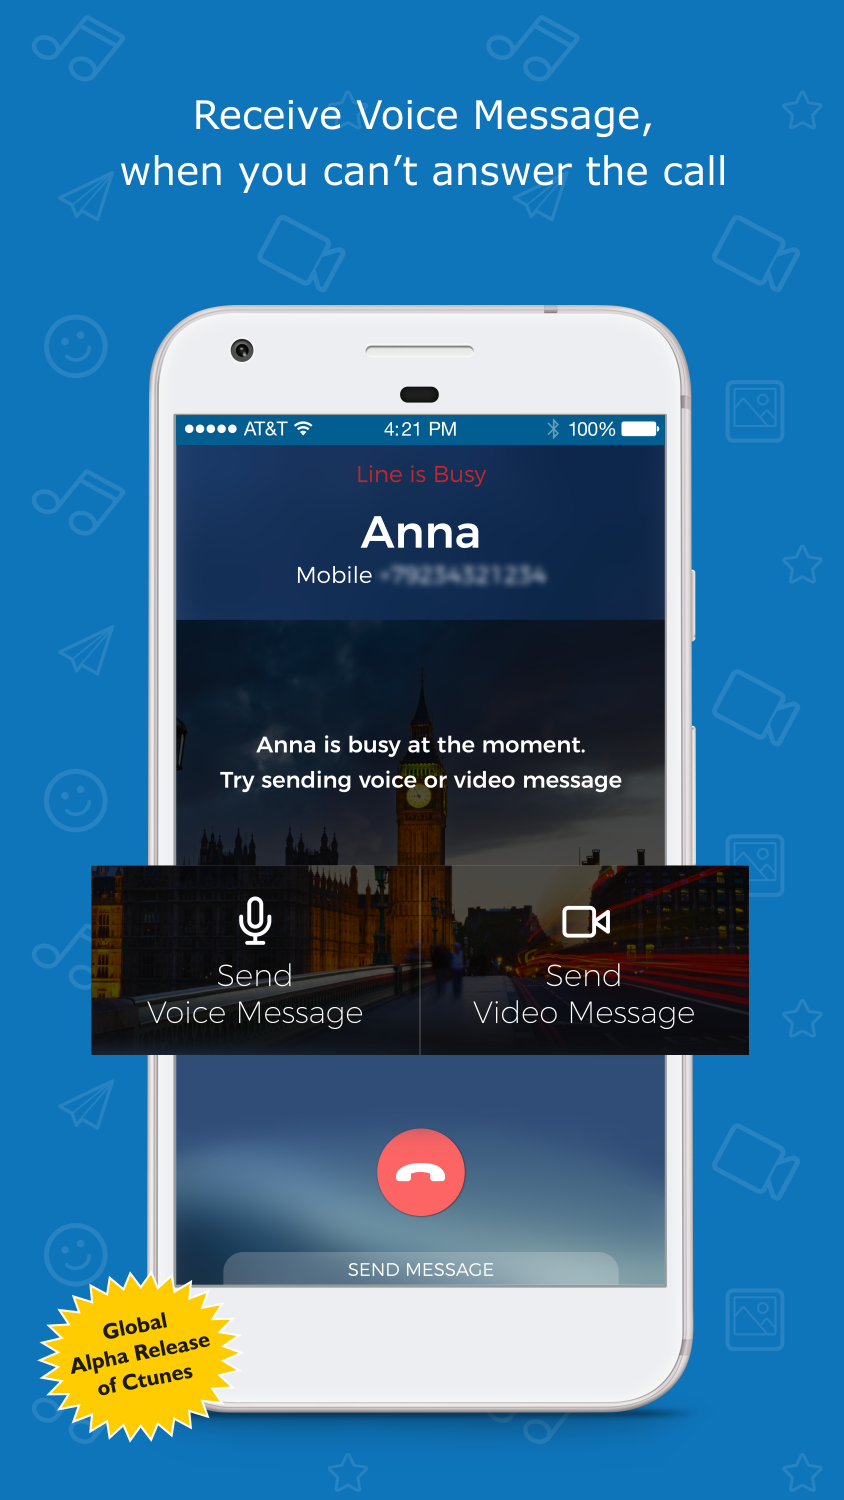 Receive Voice Message,
when you can’t answer the call
AT&T 4:21 PM 100%
Line is Busy
Anna
Mobile
Anna is busy at the moment.
Try sending voice or video message
Send
Voice Message
Send
Video Message
SEND MESSAGE
Global
Alpha Release
of Ctunes